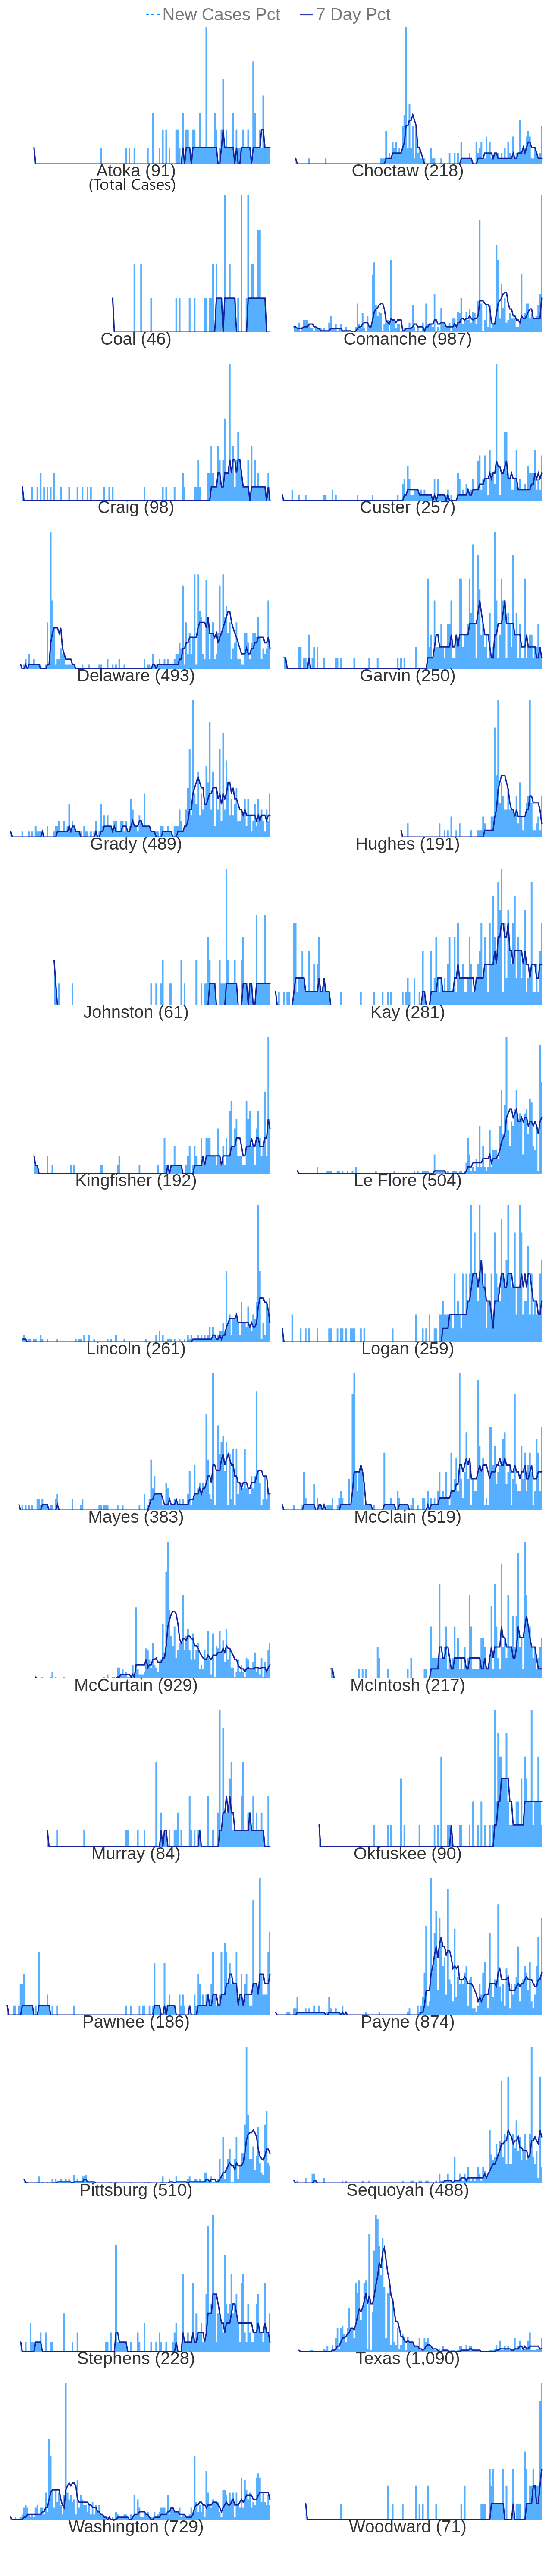 New Cases Pct 7 Day Pct
Atoka (91) Choctaw (218)
(Total Cases)
Coal (46) Comanche (987)
Craig (98) Custer (257)
Delaware (493) Garvin (250)
Grady (489) Hughes (191)
Johnston (61) Kay (281)
Kingfisher (192) Le Flore (504)
Lincoln (261) Logan (259)
Mayes (383) McClain (519)
McCurtain (929) McIntosh (217)
Murray (84) Okfuskee (90)
Pawnee (186) Payne (874)
Pittsburg (510) Sequoyah (488)
Stephens (228) Texas (1,090)
Washington (729) Woodward (71)